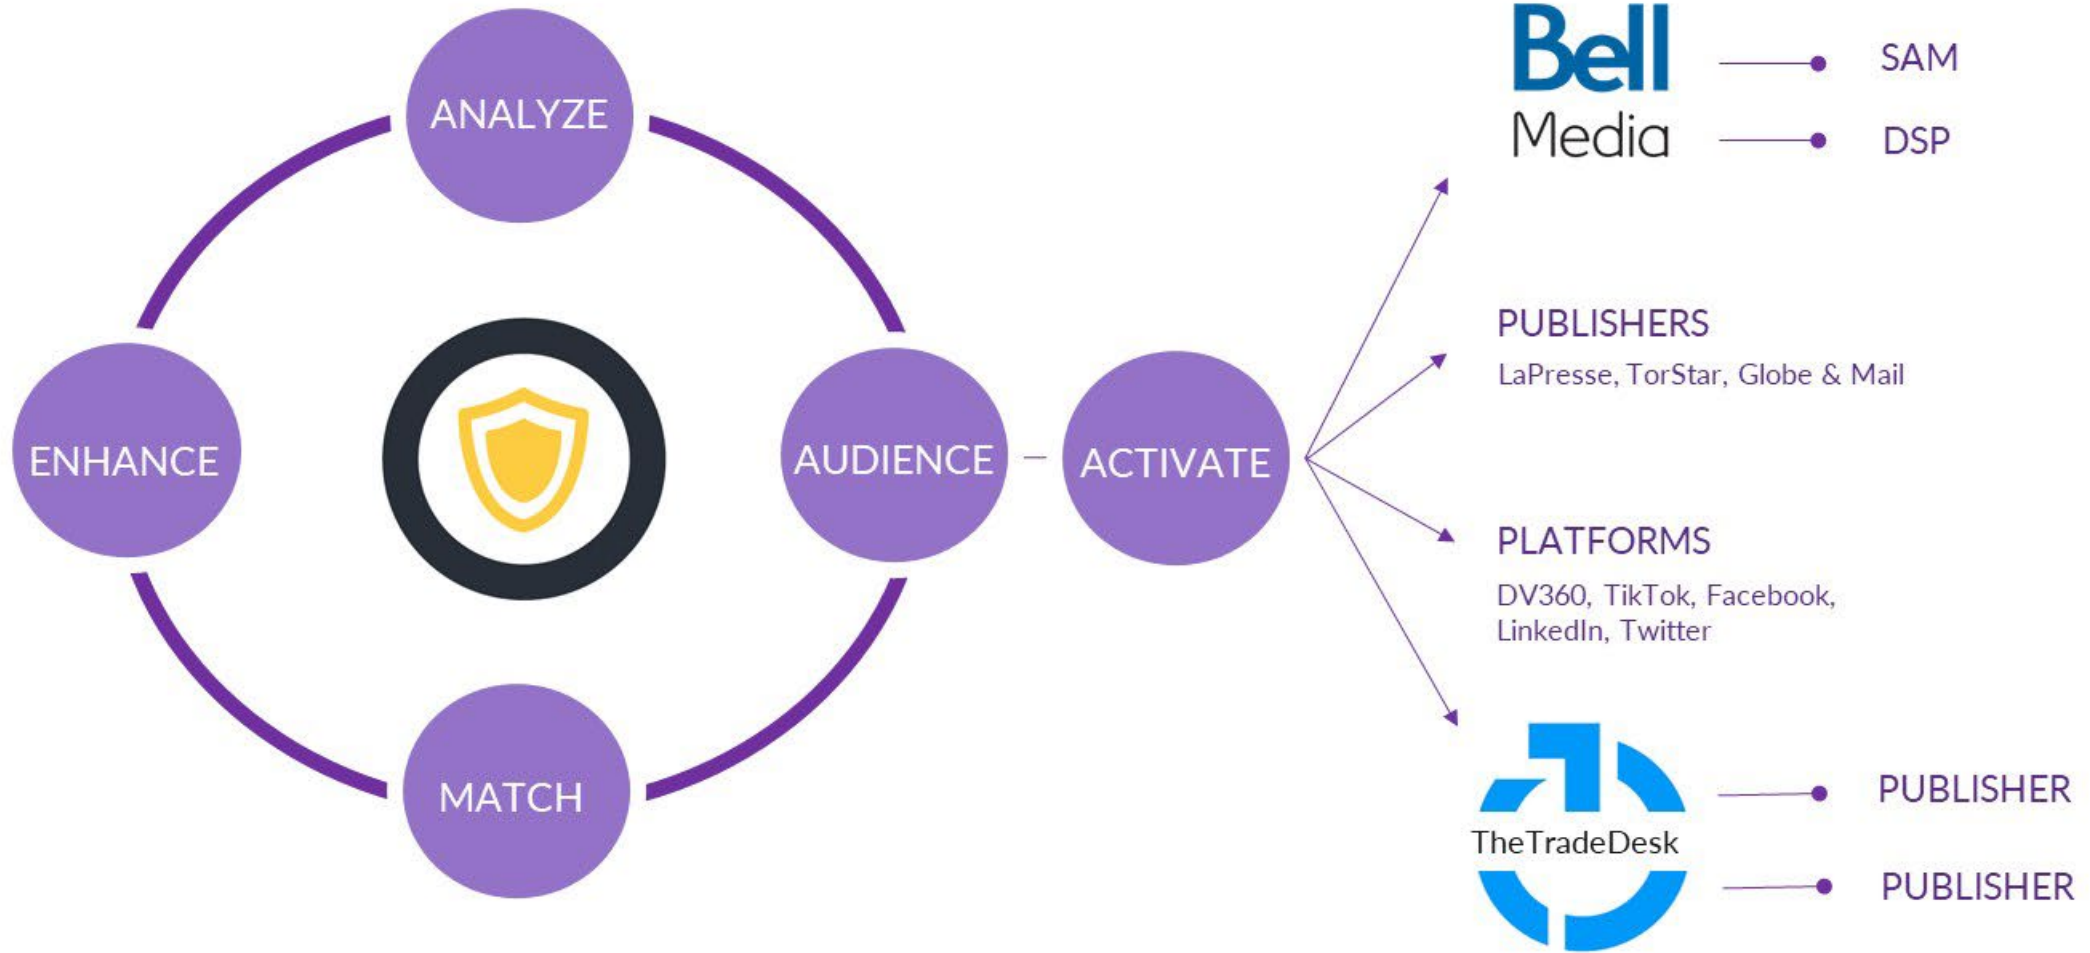 ANALYZE
ENHANCE
AUDIENCE
ACTIVATE
MATCH
Bell
Media
SAM
DSP
PUBLISHERS
LaPresse, TorStar, Globe & Mail
PLATFORMS
DV360, TikTok, Facebook,
LinkedIn, Twitter
TheTradeDesk
PUBLISHER
PUBLISHER